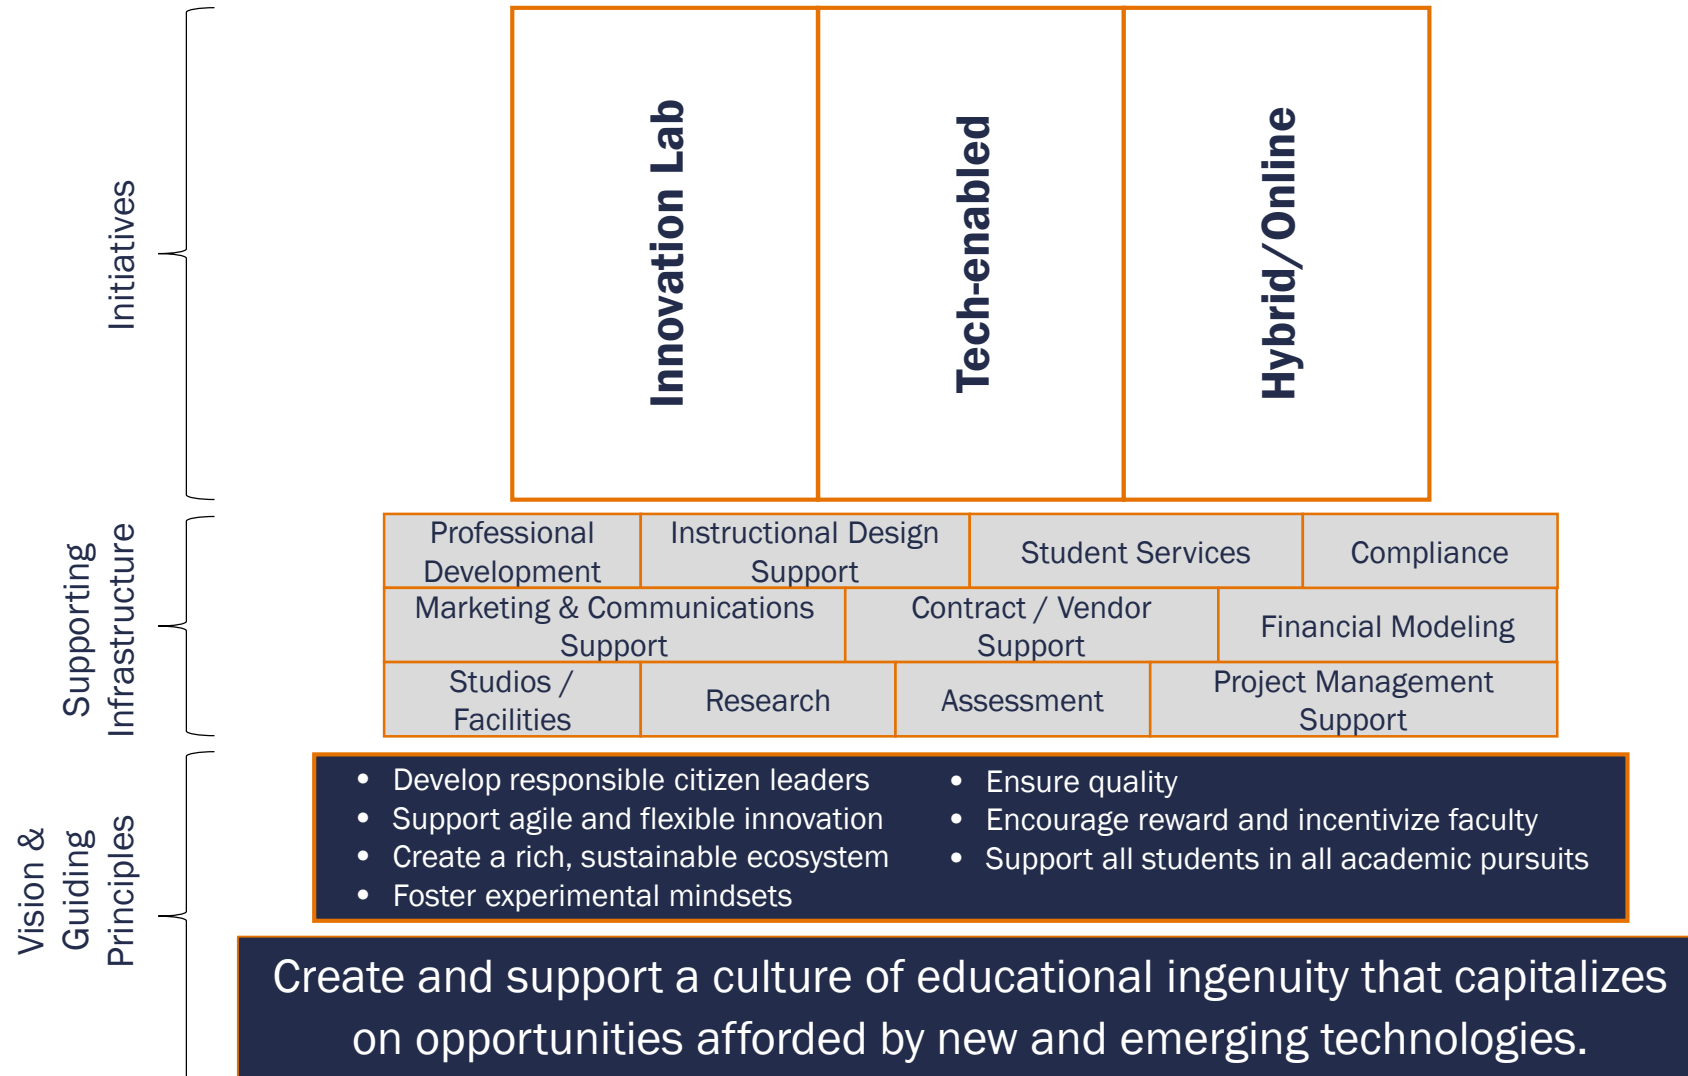 Initiatives
Innovation Lab
Tech-enabled
Hybrid/Online
Supporting
Infrastructure
Professional
Development
Instructional Design
Support
Student Services
Compliance
Marketing & Communications
Support
Contract / Vendor
Support
Financial Modeling
Studios /
Facilities
Research
Assessment
Project Management
Support
Vision &
Guiding
Principles
• Develop responsible citizen leaders
• Support agile and flexible innovation
• Create a rich, sustainable ecosystem
• Foster experimental mindsets
• Ensure quality
• Encourage reward and incentivize faculty
• Support all students in all academic pursuits
Create and support a culture of educational ingenuity that capitalizes
on opportunities afforded by new and emerging technologies.